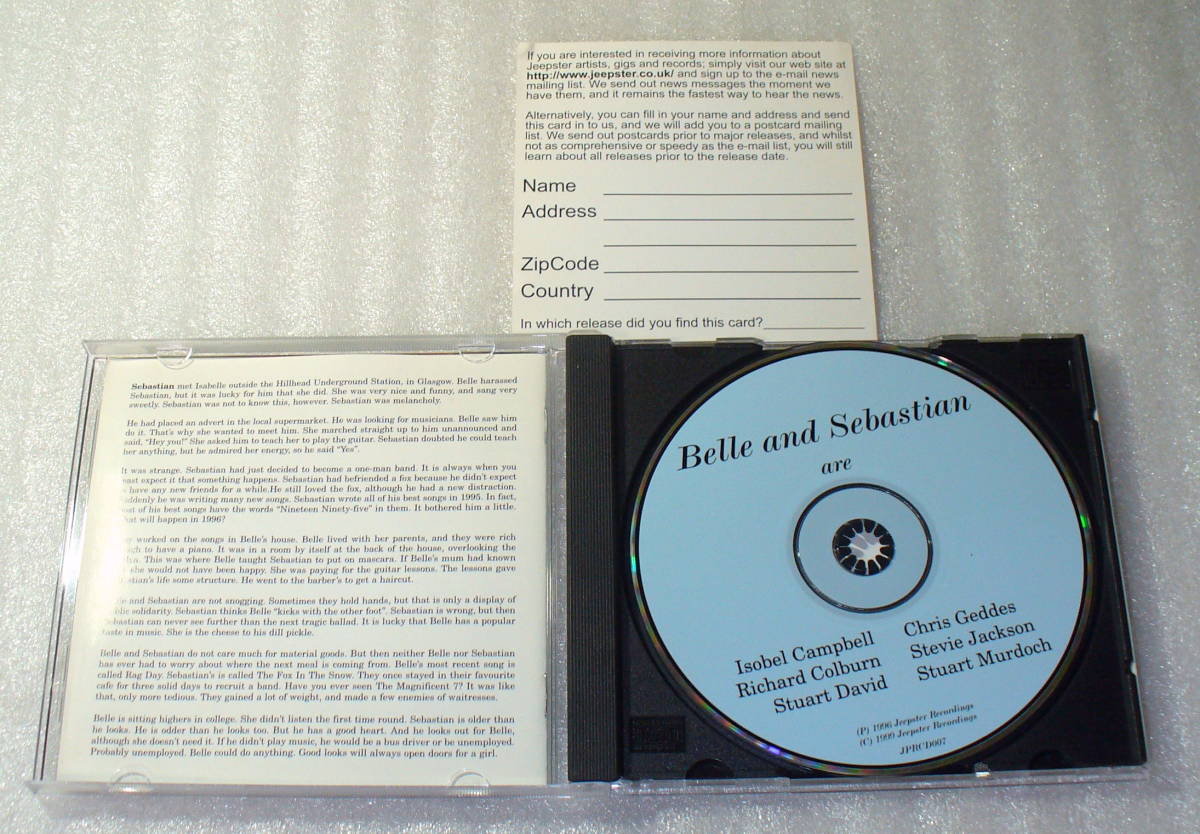 If you are interested in receiving more information about
Jeepster artists, gigs and records; simply visit our web site at
http://www.jeepster.co.uk/ and sign up to the e-mail news
mailing list. We send out news messages the moment we
have them, and it remains the fastest way to hear the news.
Alternatively, you can fill in your name and address and send
this card in to us, and we will add you to a postcard mailing
list. We send out postcards prior to major releases, and whilst
not as comprehensive or speedy as the e-mail list, you will still
learn about all releases prior to the release date.
Name
Address
ZipCode
Country
In which release did you find this card?
Sebastian met Isabelle outside the Hillhead Underground Station, in Glasgow. Belle harassed
Sebastian, but it was lucky for him that she did. She was very nice and funny, and sang very
sweetly. Sebastian was not to know this, however. Sebastian was melancholy.
He had placed an advert in the local supermarket. He was looking for musicians. Belle saw him
do it. That's why she wanted to meet him. She marched straight up to him unannounced and
said, "Hey you!" She asked him to teach her to play the guitar. Sebastian doubted he could teach
her anything, but he admired her energy, so he said "Yes".
It was strange. Sebastian had just decided to become a one-man band. It is always when you
expect it that something happens. Sebastian had befriended a fox because he didn't expect
have any new friends for a while.He still loved the fox, although he had a new distraction.
he was writing many new songs. Sebastian wrote all of his best songs in 1995. In fact,
of his best songs have the words "Nineteen Ninety-five" in them. It bothered him a little.
will happen in 1996?
worked on the songs in Belle's house. Belle lived with her parents, and they were rich
to have a piano. It was in a room by itself at the back of the house, overlooking the
This was where Belle taught Sebastian to put on mascara. If Belle's mum had known
she would not have been happy. She was paying for the guitar lessons. The lessons gave
life some structure. He went to the barber's to get a haircut.
and Sebastian are not snogging. Sometimes they hold hands, but that is only a display of
solidarity. Sebastian thinks Belle "kicks with the other foot". Sebastian is wrong, but then
Sebastian can never see further than the next tragic ballad. It is lucky that Belle has a popular
taste in music. She is the cheese to his dill pickle.
Belle and Sebastian do not care much for material goods. But then neither Belle nor Sebastian
has ever had to worry about where the next meal is coming from. Belle's most recent song is
called Rag Day. Sebastian's is called The Fox In The Snow. They once stayed in their favourite
cafe for three solid days to recruit a band. Have you ever seen The Magnificent 7? It was like
that, only more tedious. They gained a lot of weight, and made a few enemies of waitresses.
Belle is sitting highers in college. She didn't listen the first time round. Sebastian is older than
he looks. He is odder than he looks too. But he has a good heart. And he looks out for Belle,
although she doesn't need it. If he didn't play music, he would be a bus driver or be unemployed.
Probably unemployed. Belle could do anything. Good looks will always open doors for a girl.
Belle and Sebastian
are
Isobel Campbell
Richard Colburn
Stuart David
Chris Geddes
Stevie Jackson
Stuart Murdoch
(P) 1996 Jeepster Recordings
(C) 1999 Jeepster Recordings
JPRCD007